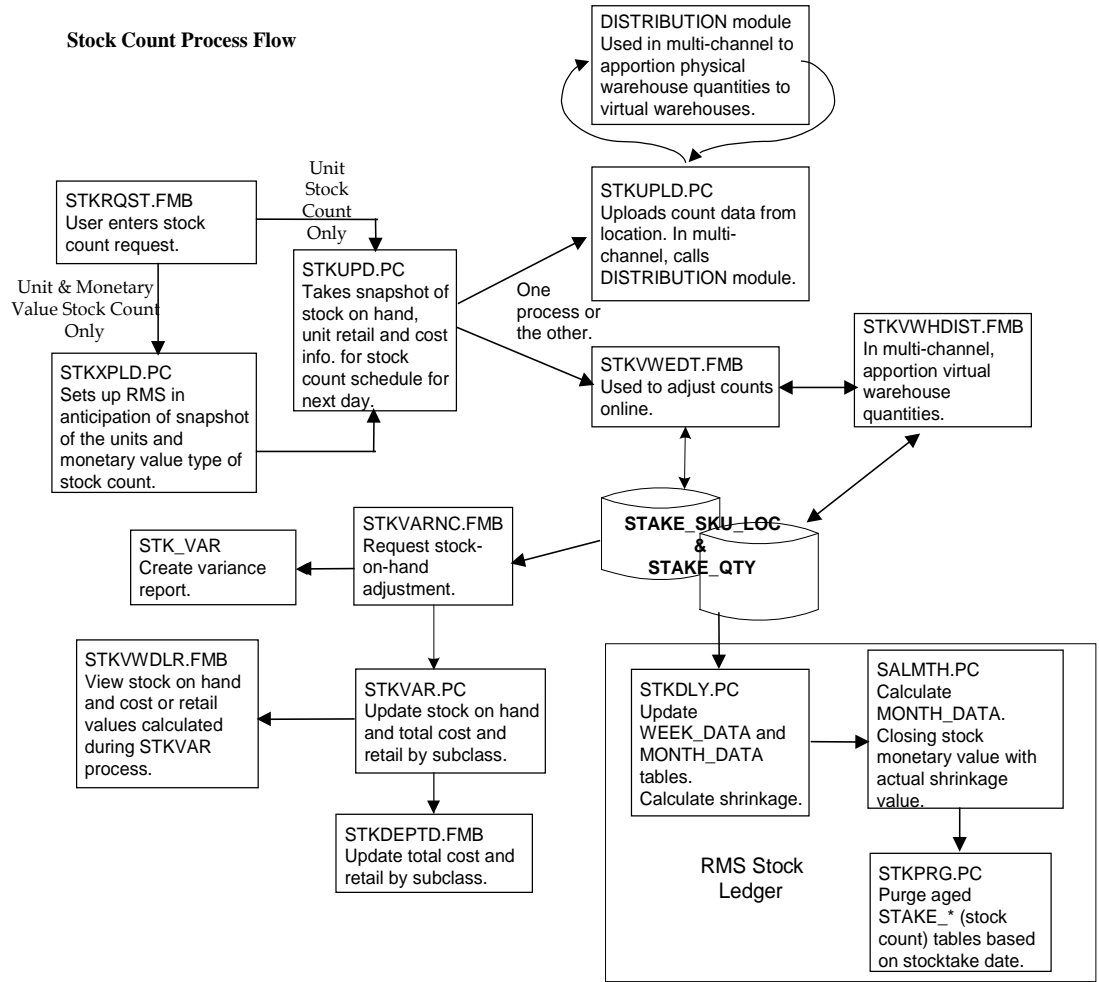 Stock Count Process Flow
DISTRIBUTION module
Used in multi-channel to
apportion physical
warehouse quantities to
virtual warehouses.
STKRQST.FMB
User enters stock
count request.
Unit
Stock
Count
Only
STKUPLD.PC
Uploads count data from
location. In multi-
channel, calls
DISTRIBUTION module.
Unit & Monetary
Value Stock Count
Only
STKUPD.PC
Takes snapshot of
stock on hand,
unit retail and cost
info. for stock
count schedule for
next day.
One
process or
the other.
STKXPLD.PC
Sets up RMS in
anticipation of snapshot
of the units and
monetary value type of
stock count.
STKVWEDT.FMB
Used to adjust counts
online.
STKVWHDIST.FMB
In multi-channel,
apportion virtual
warehouse
quantities.
STAKE_SKU_LOC
&
STAKE_QTY
STKVARNC.FMB
Request stock-
on-hand
adjustment.
STK_VAR
Create variance
report.
STKVWDLR.FMB
View stock on hand
and cost or retail
values calculated
during STKVAR
process.
STKVAR.PC
Update stock on hand
and total cost and
retail by subclass.
STKDEPTD.FMB
Update total cost and
retail by subclass.
STKDLY.PC
Update
WEEK_DATA and
MONTH_DATA
tables.
Calculate shrinkage.
SALMTH.PC
Calculate
MONTH_DATA.
Closing stock
monetary value with
actual shrinkage
value.
RMS Stock
Ledger
STKPRG.PC
Purge aged
STAKE_* (stock
count) tables based
on stocktake date.